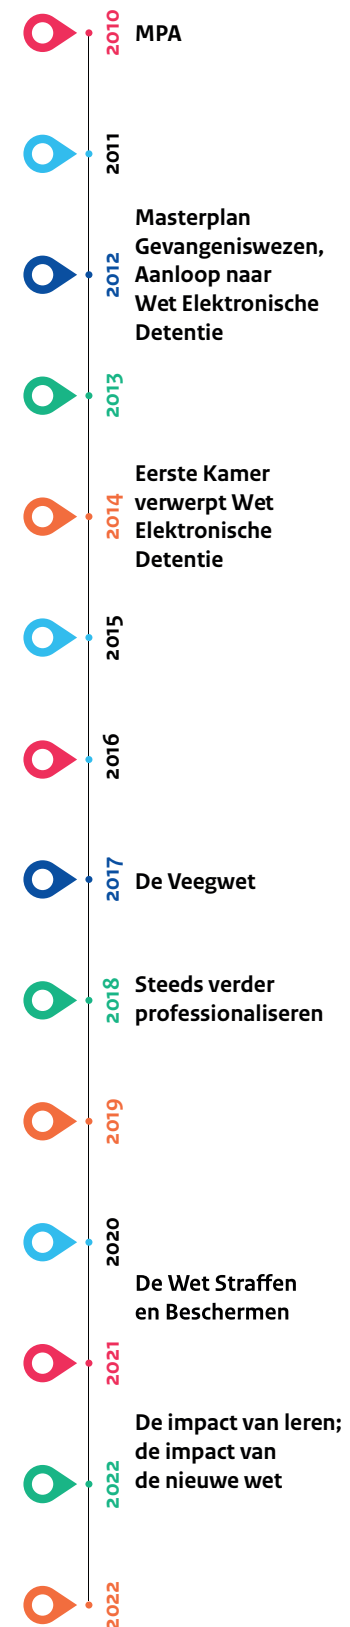 2010
MPA
2011
2012
Masterplan
Gevangeniswezen,
Aanloop naar
Wet Elektronische
Detentie
2013
2014
Eerste Kamer
verwerpt Wet
Elektronische
Detentie
2015
2016
2017
De Veegwet
2018
Steeds verder
professionaliseren
2019
2020
De Wet Straffen
en Beschermen
2021
De impact van leren;
de impact van
de nieuwe wet
2022
2022